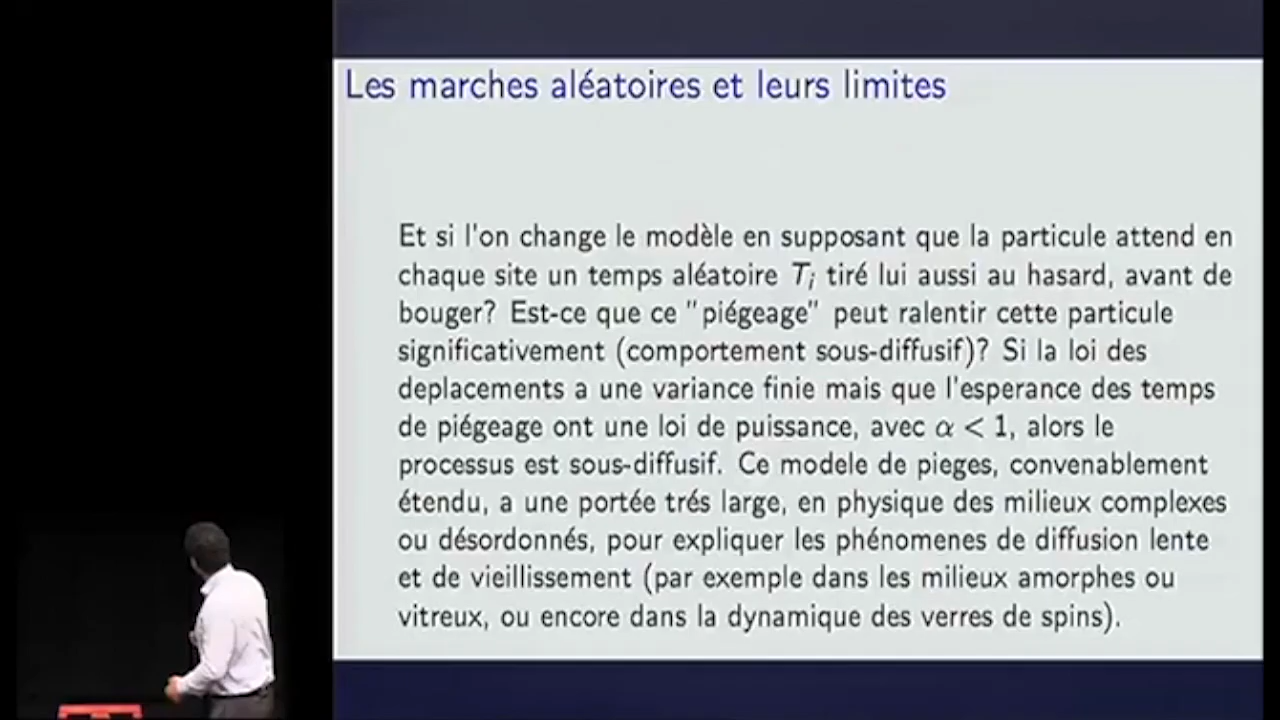 Les marches aléatoires et leurs limites
Et si l'on change le modèle en supposant que la particule attend en
chaque site un temps aléatoire T_i tiré lui aussi au hasard, avant de
bouger? Est-ce que ce "piégeage" peut ralentir cette particule
significativement (comportement sous-diffusif)? Si la loi des
deplacements a une variance finie mais que l'esperance des temps
de piégeage ont une loi de puissance, avec α < 1, alors le
processus est sous-diffusif. Ce modele de pieges, convenablement
étendu, a une portée trés large, en physique des milieux complexes
ou désordonnés, pour expliquer les phénomenes de diffusion lente
et de vieillissement (par exemple dans les milieux amorphes ou
vitreux, ou encore dans la dynamique des verres de spins).